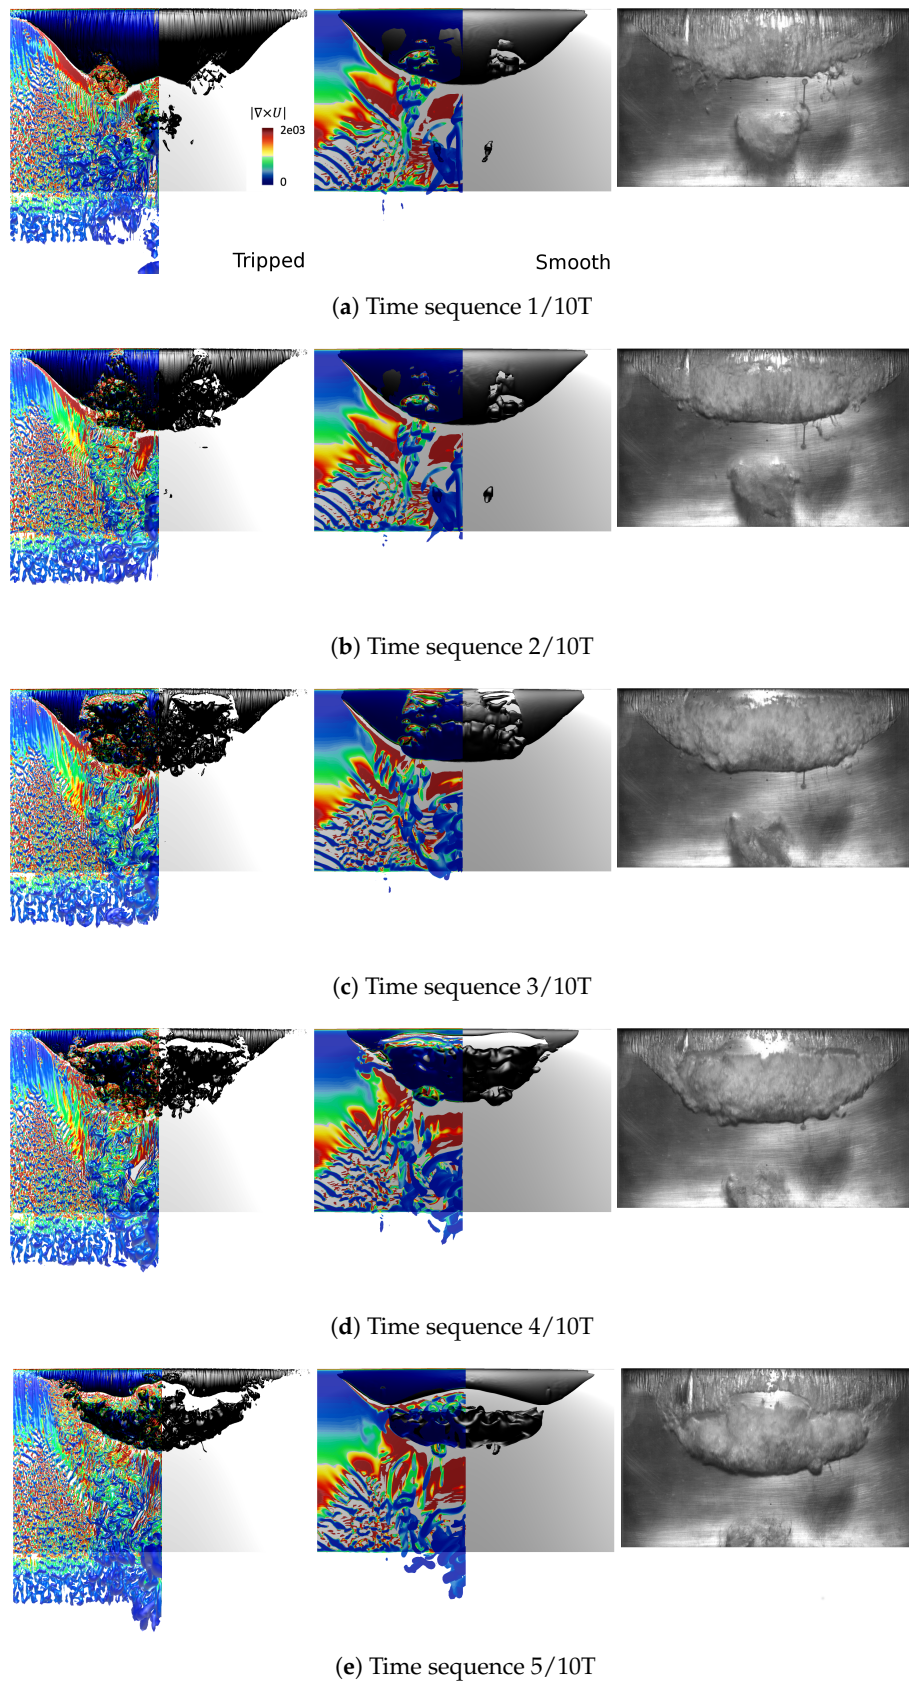 |∇×U|
2e03
0
Tripped
Smooth
(a) Time sequence 1/10T
(b) Time sequence 2/10T
(c) Time sequence 3/10T
(d) Time sequence 4/10T
(e) Time sequence 5/10T